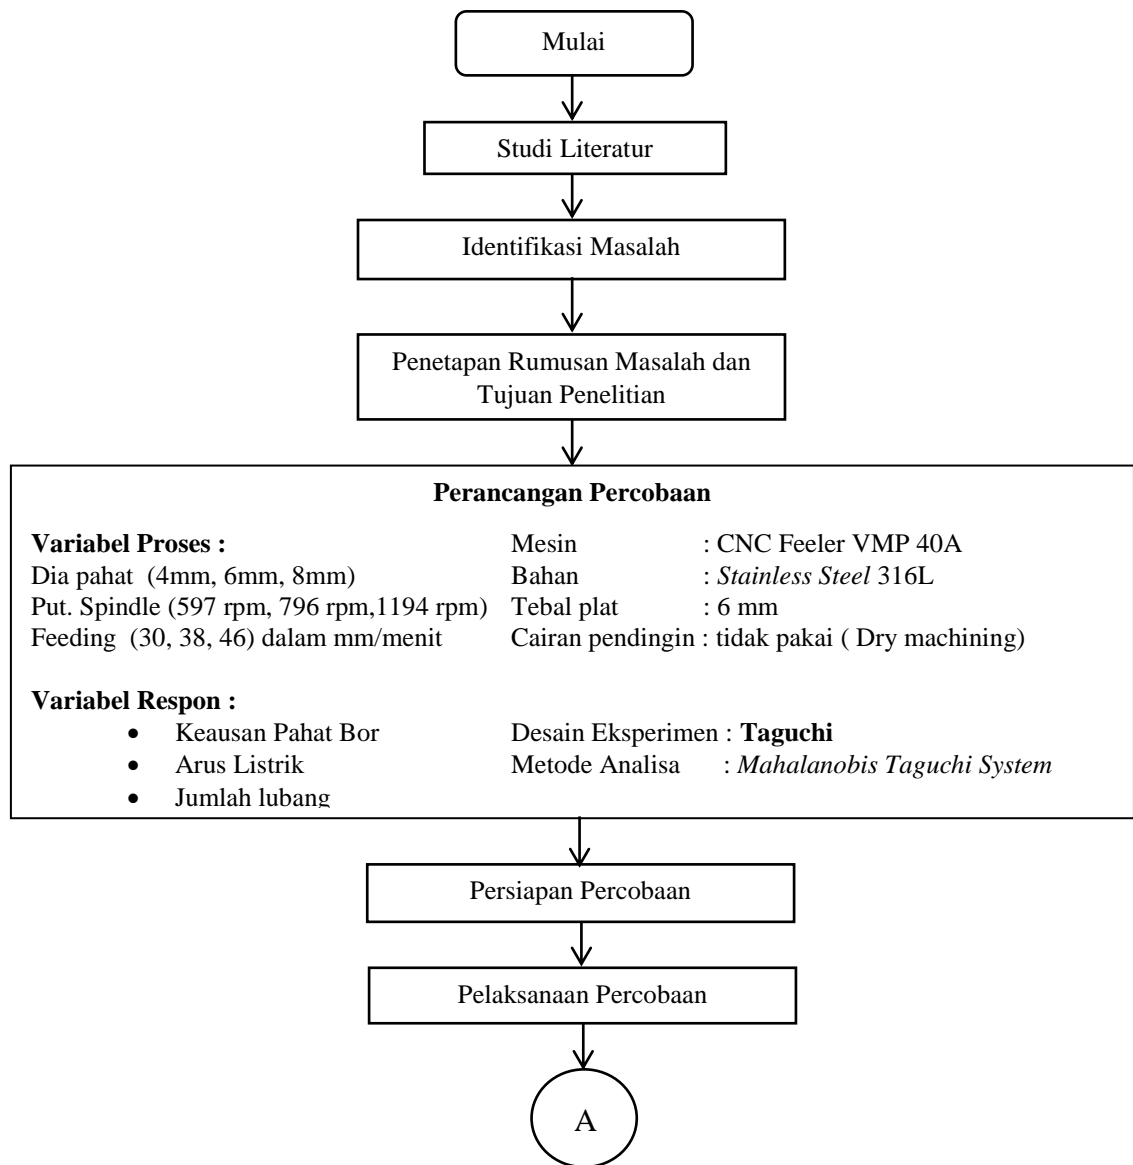 Mulai
Studi Literatur
Identifikasi Masalah
Penetapan Rumusan Masalah dan
Tujuan Penelitian
Perancangan Percobaan
Variabel Proses :
Dia pahat (4mm, 6mm, 8mm)
Put. Spindle (597 rpm, 796 rpm,1194 rpm)
Feeding (30, 38, 46) dalam mm/menit
Mesin : CNC Feeler VMP 40A
Bahan : Stainless Steel 316L
Tebal plat : 6 mm
Cairan pendingin : tidak pakai ( Dry machining)
Variabel Respon :
• Keausan Pahat Bor
• Arus Listrik
• Jumlah lubang
Desain Eksperimen : Taguchi
Metode Analisa : Mahalanobis Taguchi System
Persiapan Percobaan
Pelaksanaan Percobaan
A